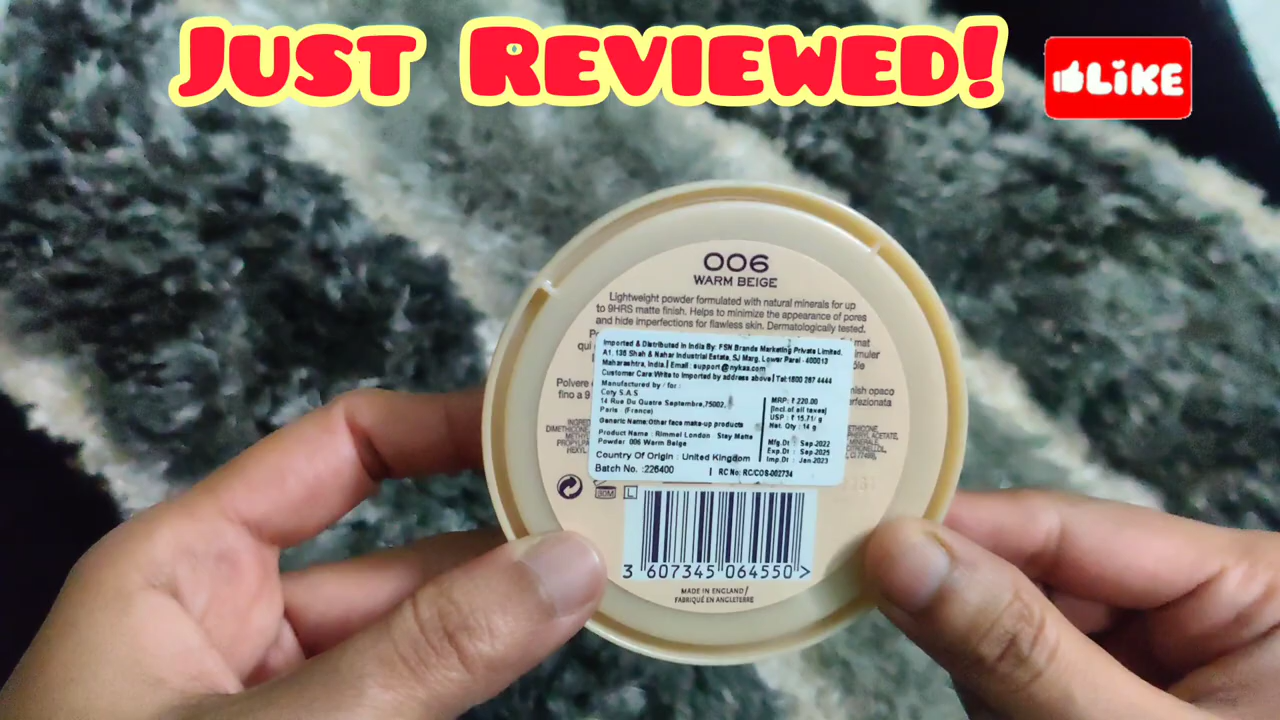 JUST REVIEWED!
LIKE
006
WARM BEIGE
Lightweight powder formulated with natural minerals for up
to 9HRS matte finish. Helps to minimize the appearance of pores
and hide imperfections for flawless skin. Dermatologically tested.
mat
qui
Polvere
fino a 9
Imported & Distributed in India By: FSN Brands Marketing Private Limited,
A1, 136 Shah & Nahar Industrial Estate, SJ Marg, Lower Parel - 400013
Maharashtra, India.| Email: support@nykaa.com
Customer Care:Write to Imported by address above| Tel:1800 267 4444
Manufactured by / for :
Coty S.A.S
14 Rue Du Quatre Septembre,75002,
Paris (France)
Generic Name:Other face make-up products
Product Name : Rimmel London Stay Matte
Powder 006 Warm Beige
Country Of Origin : United Kingdom
Batch No. :226400
MRP: ₹ 220.00
[Incl.of all taxes]
USP : ₹ 15.71/ g
Net. Qty : 14 g
Mfg.Dt : Sep.2022
Exp.Dt : Sep.2025
Imp.Dt : Jan.2023
RC No: RC/COS-002734
opaco
30M
L
3 607345 064550 >
MADE IN ENGLAND/
FABRIQUÉ EN ANGLETERRE